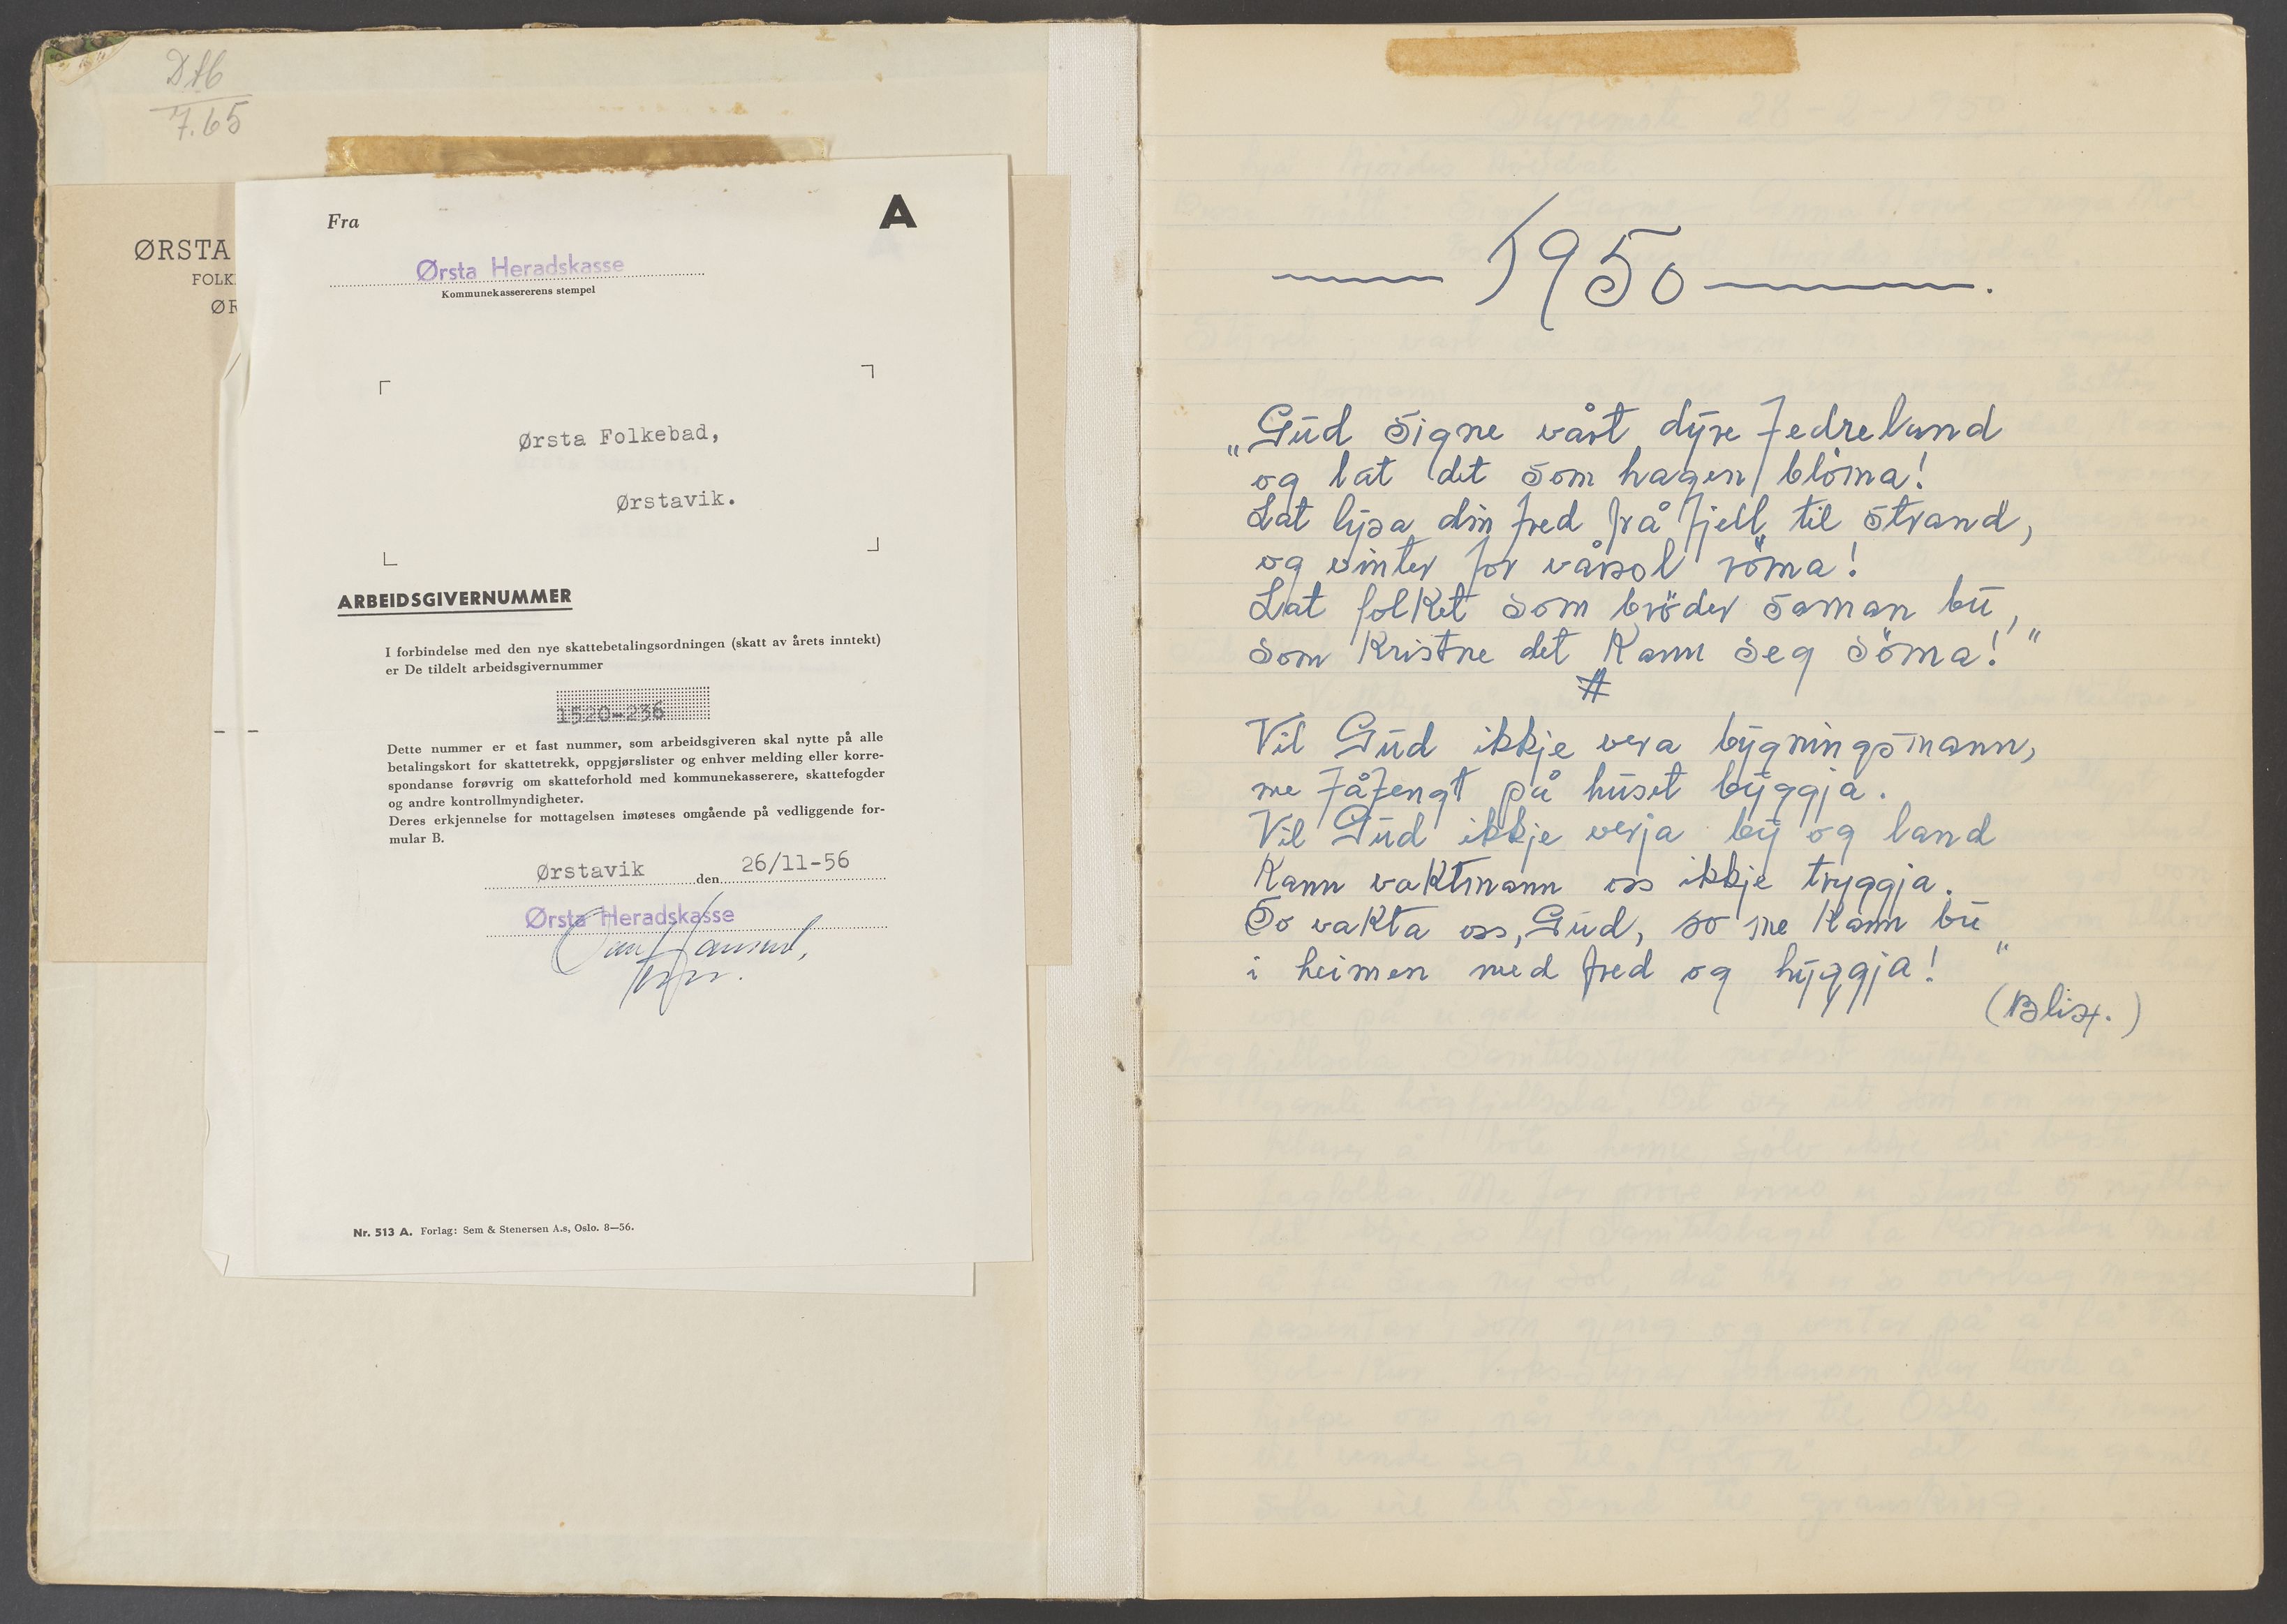 DAb
7.65
ØRSTA
FOLK
ØR
Fra
A
Ørsta Heradskasse
Kommunekassererens stempel
Ørsta Folkebad,
Ørstavik.
ARBEIDSGIVERNUMMER
I forbindelse med den nye skattebetalingsordningen (skatt av årets inntekt)
er De tildelt arbeidsgivernummer
1520-236
Dette nummer er et fast nummer, som arbeidsgiveren skal nytte på alle
betalingskort for skattetrekk, oppgjørslister og enhver melding eller korre-
spondanse forøvrig om skatteforhold med kommunekasserere, skattefogder
og andre kontrollmyndigheter.
Deres erkjennelse for mottagelsen imøteses omgående på vedliggende for-
mular B.
Ørstavik den 26/11-56
Ørsta Heradskasse
Nr. 513 A. Forlag: Sem & Stenersen A.s, Oslo. 8—56.
— 1950 —.
„Gud signe vårt dyre fedreland
og lat det som hagen blöma!
Lat lysa din fred frå fjell til strand,
og vinter for vårsol röma!
Lat folket som bröder saman bu,
som Kristne det Kann seg söma!"
#
Vil Gud ikkje vera bygningsmann,
me fåfengt på huset byggja.
Vil Gud ikkje verja by og land
Kann vaktmann oss ikkje tryggja.
So vakta oss, Gud, so me Kann bu
i heimen med fred og hyggja! "
(Blix.)